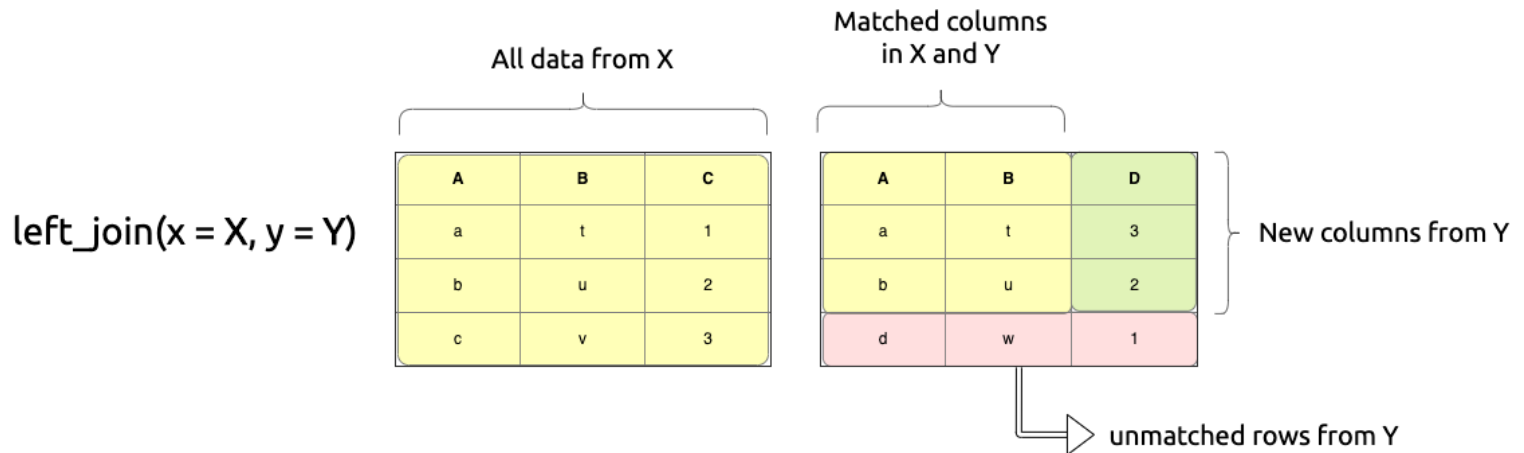 Matched columns
in X and Y
All data from X
left_join(x = X, y = Y)
A B C
a t 1
b u 2
c v 3
A B D
a t 3
b u 2
d w 1
New columns from Y
unmatched rows from Y